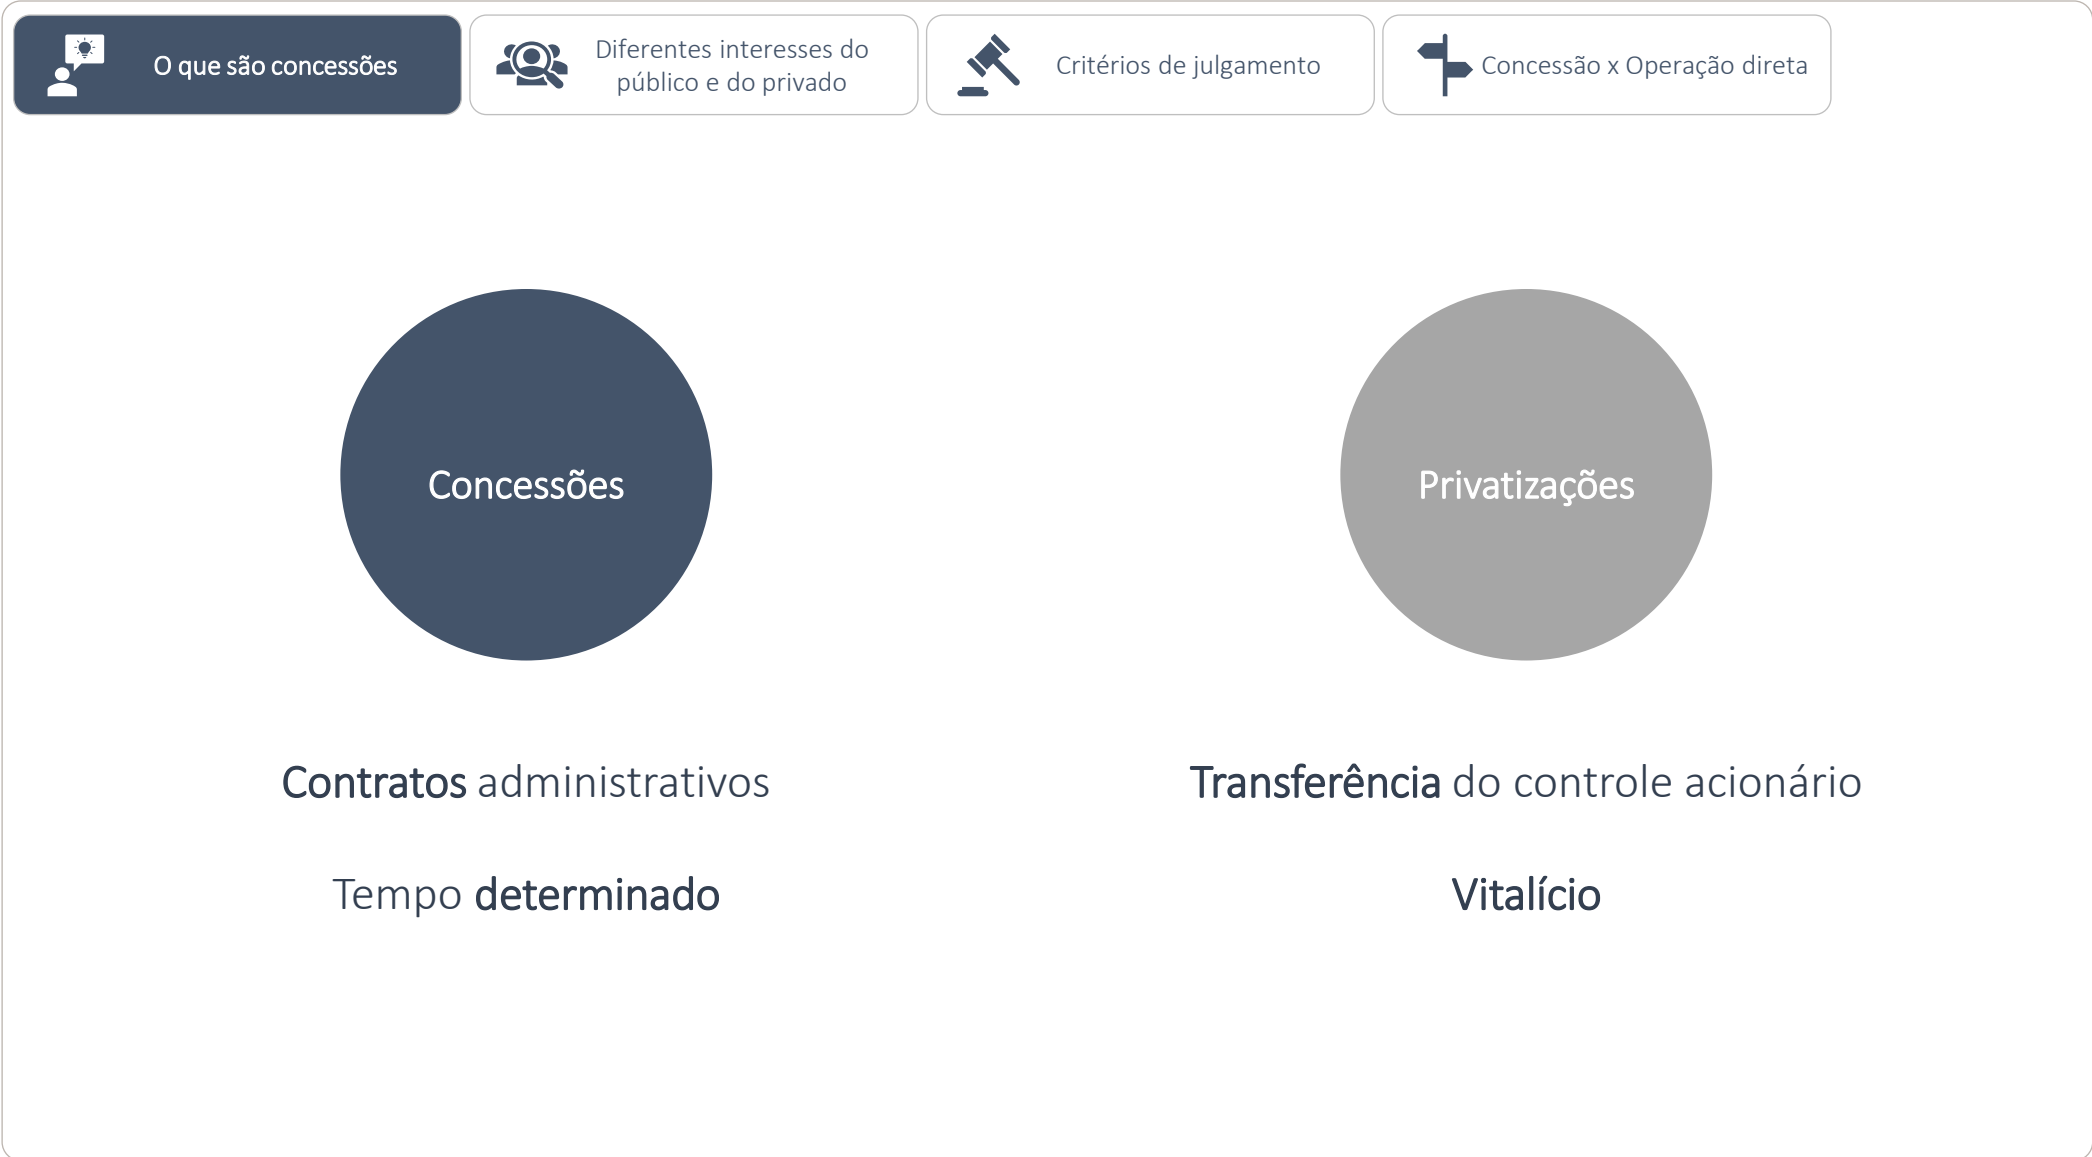 O que são concessões
Diferentes interesses do
público e do privado
Critérios de julgamento
Concessão x Operação direta
Concessões
Privatizações
Contratos administrativos
Transferência do controle acionário
Tempo determinado
Vitalício